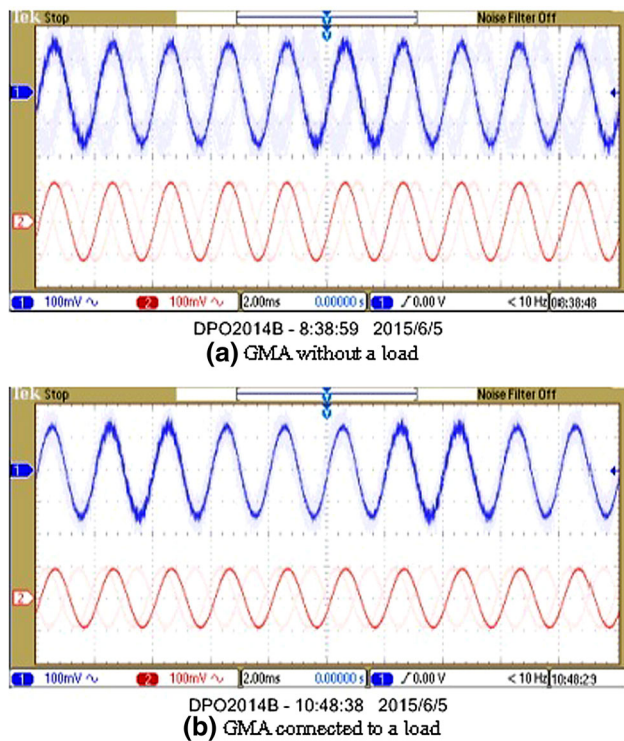 Tek Stop Noise Filter Off
1
2
1 100mV 2 100mV 2.00ms 0.00000 s 1 0.00 V < 10 Hz 08:38:48
DPO2014B - 8:38:59 2015/6/5
(a) GMA without a load
Tek Stop Noise Filter Off
1
2
1 100mV 2 100mV 2.00ms 0.00000 s 1 0.00 V < 10 Hz 10:48:29
DPO2014B - 10:48:38 2015/6/5
(b) GMA connected to a load